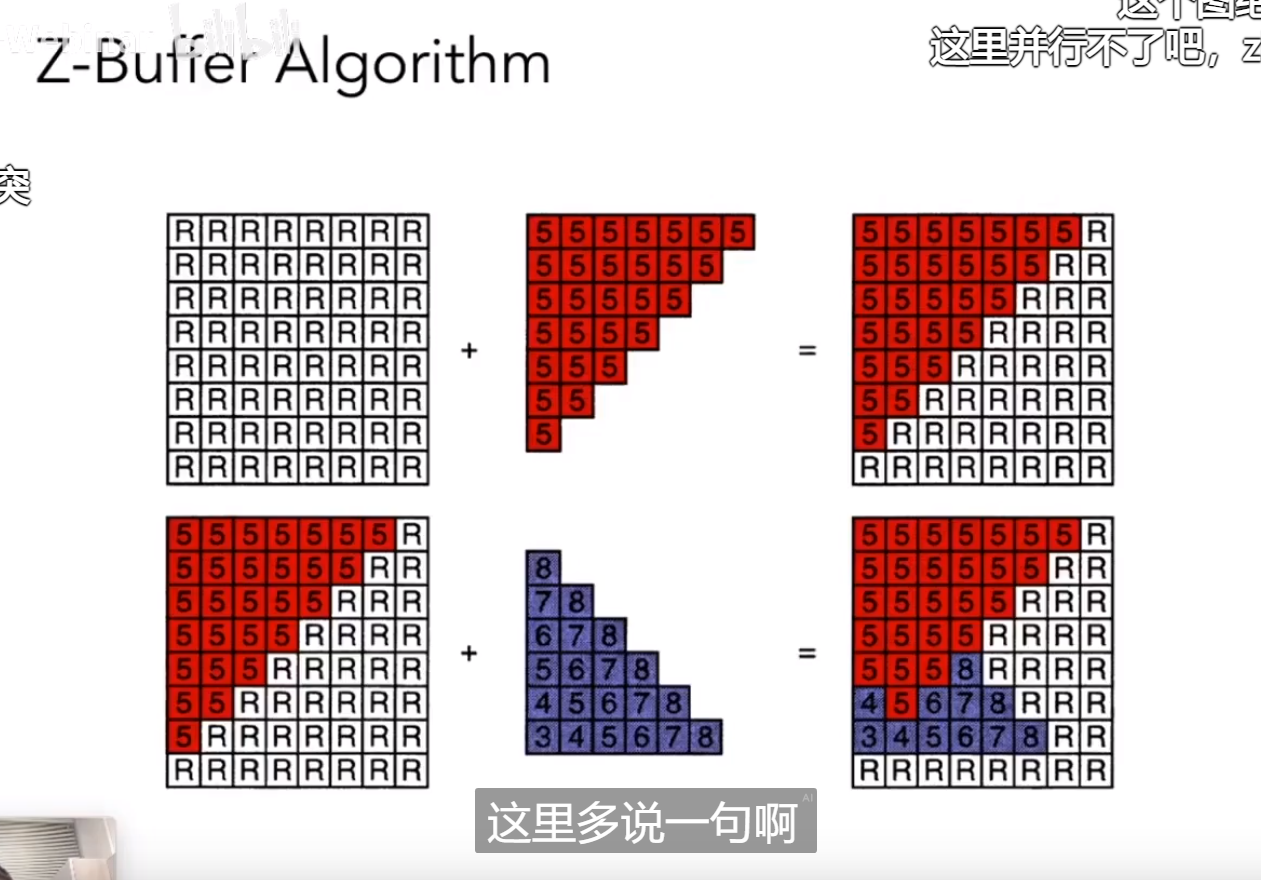 这里并行不了吧，z
Z-Buffer Algorithm
突
R R R R R R R R
R R R R R R R R
R R R R R R R R
R R R R R R R R
R R R R R R R R
R R R R R R R R
R R R R R R R R
R R R R R R R R
+
5 5 5 5 5 5 5
5 5 5 5 5 5
5 5 5 5 5
5 5 5 5
5 5 5
5 5
5
=
5 5 5 5 5 5 5 R
5 5 5 5 5 5 R R
5 5 5 5 5 R R R
5 5 5 5 R R R R
5 5 5 R R R R R
5 5 R R R R R R
5 R R R R R R R
R R R R R R R R
5 5 5 5 5 5 5 R
5 5 5 5 5 5 R R
5 5 5 5 5 R R R
5 5 5 5 R R R R
5 5 5 R R R R R
5 5 R R R R R R
5 R R R R R R R
R R R R R R R R
+
8
7 8
6 7 8
5 6 7 8
4 5 6 7 8
3 4 5 6 7 8
=
5 5 5 5 5 5 5 R
5 5 5 5 5 5 R R
5 5 5 5 5 R R R
5 5 5 5 R R R R
5 5 5 8 R R R R
4 5 6 7 8 R R R
3 4 5 6 7 8 R R
R R R R R R R R
这里多说一句啊
AI